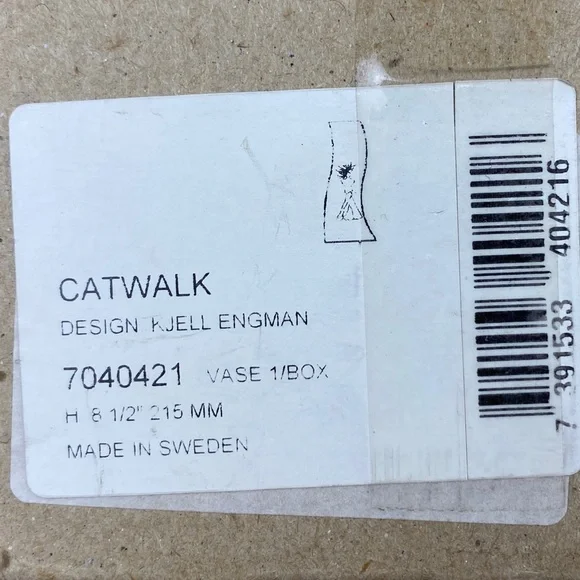 CATWALK
DESIGN KJELL ENGMAN
7040421 VASE 1/BOX
H 8 1/2" 215 MM
MADE IN SWEDEN
7 391533 404216